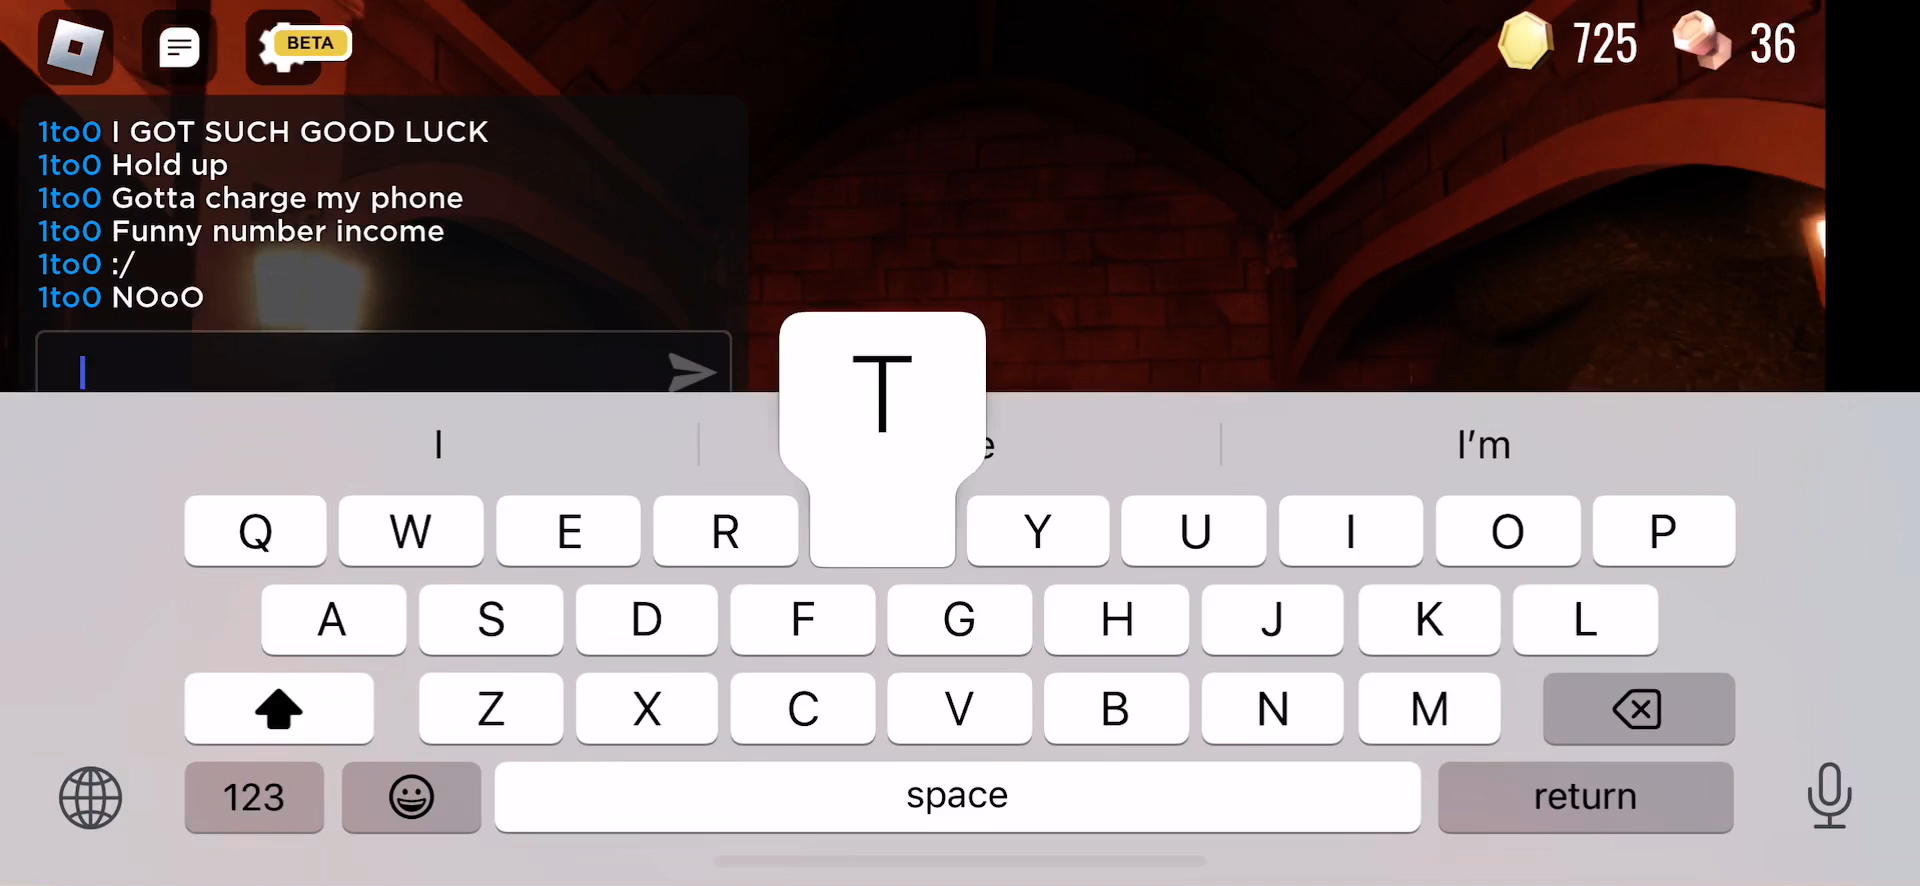 BETA
725
36
1to0 I GOT SUCH GOOD LUCK
1to0 Hold up
1to0 Gotta charge my phone
1to0 Funny number income
1to0 :/
1to0 NOoO
T
I
I'm
Q W E R Y U I O P
A S D F G H J K L
Z X C V B N M
123
space
return